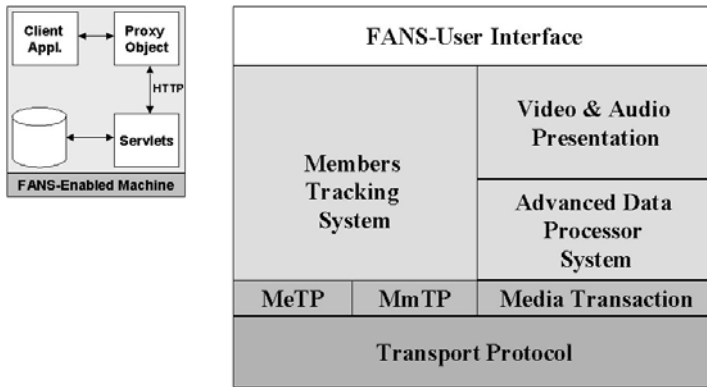 Client
Appl.
Proxy
Object
HTTP
Servlets
FANS-Enabled Machine
FANS-User Interface
Members
Tracking
System
Video & Audio
Presentation
Advanced Data
Processor
System
MeTP
MmTP
Media Transaction
Transport Protocol